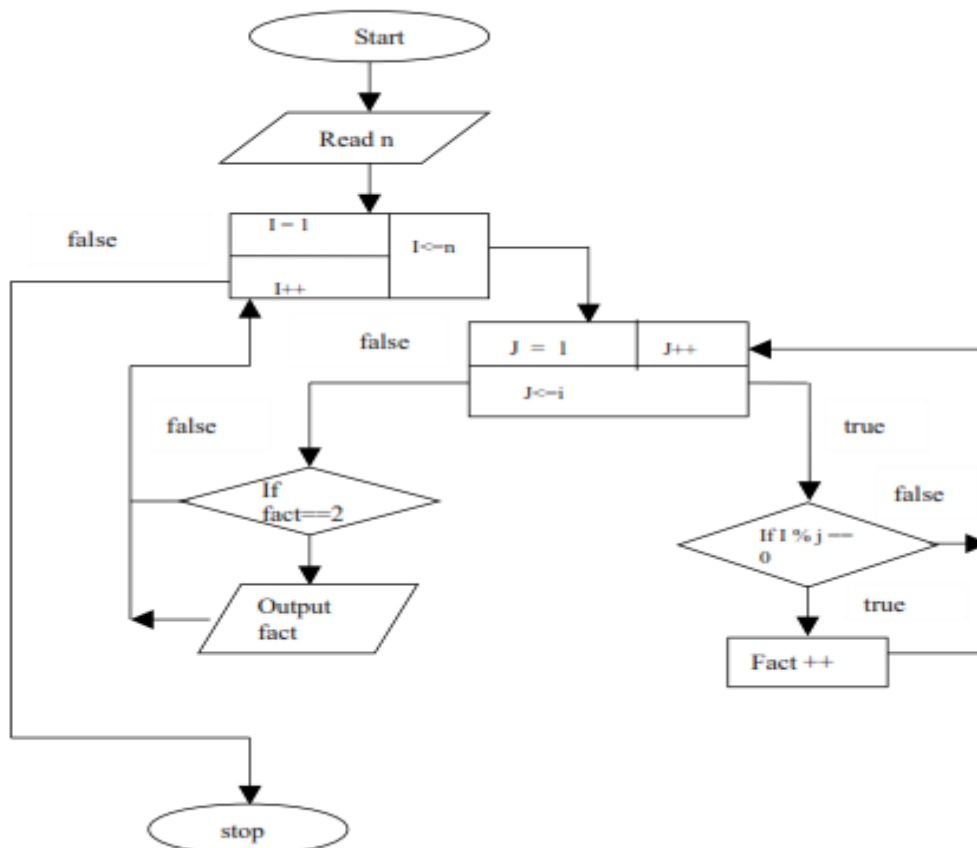 Start
Read n
false
I = 1
I<=n
I++
false
J = 1
J++
J<=i
false
true
If
fact==2
false
If I % j ==
0
Output
fact
true
Fact ++
stop